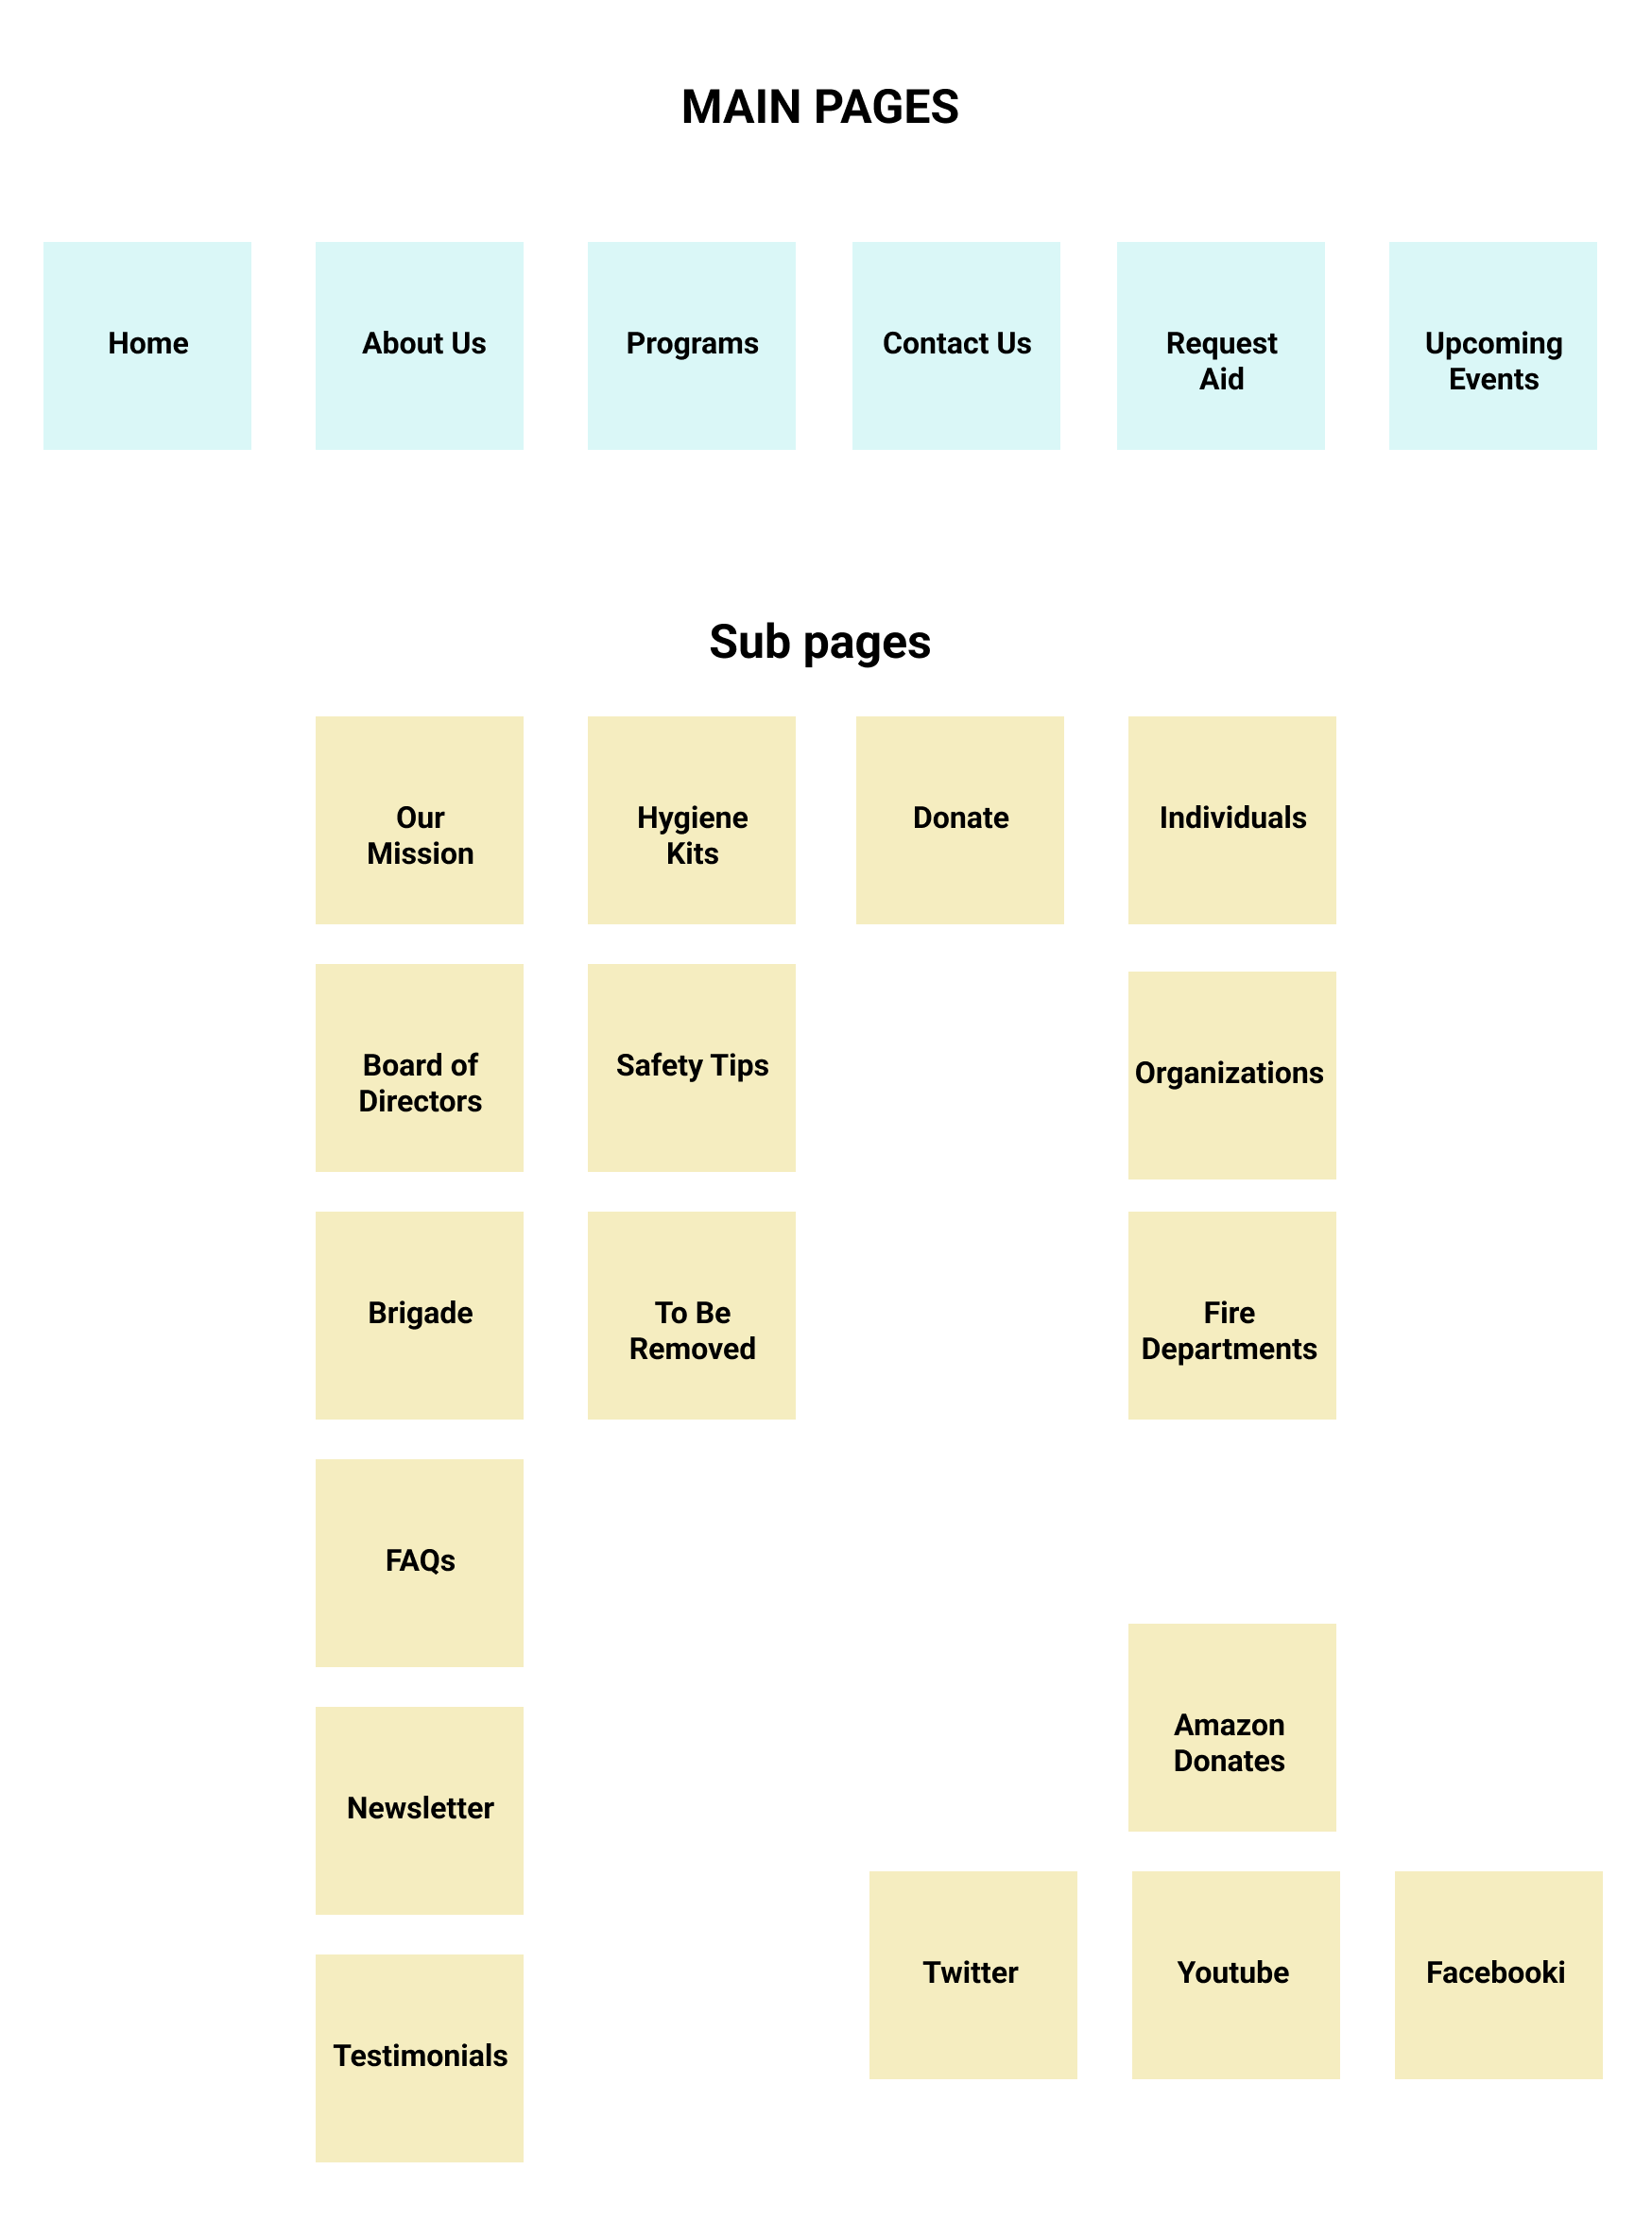 MAIN PAGES
Home
About Us
Programs
Contact Us
Request
Aid
Upcoming
Events
Sub pages
Our
Mission
Hygiene
Kits
Donate
Individuals
Board of
Directors
Safety Tips
Organizations
Brigade
To Be
Removed
Fire
Departments
FAQs
Amazon
Donates
Newsletter
Twitter
Youtube
Facebooki
Testimonials